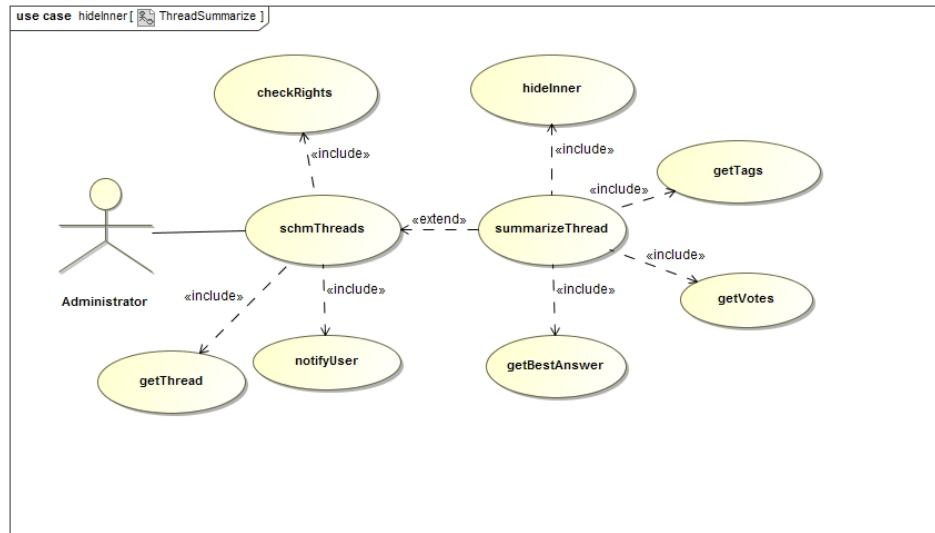 use case hideInner [ ThreadSummarize ]
checkRights
hideInner
«include»
«include»
getTags
«include»
schmThreads
«extend»
summarizeThread
«include»
Administrator
«include»
«include»
«include»
getVotes
notifyUser
getBestAnswer
getThread